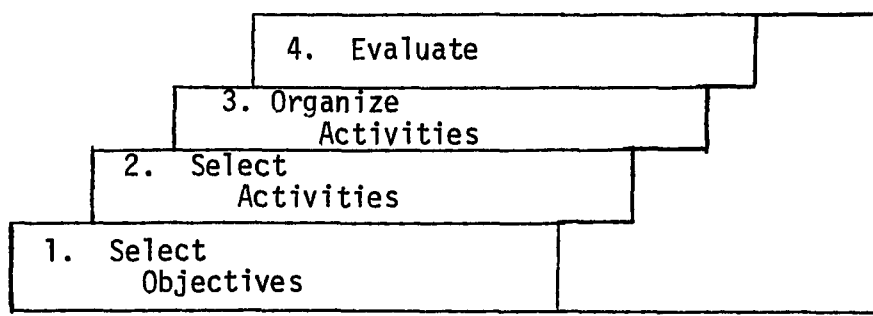 4. Evaluate
3. Organize
Activities
2. Select
Activities
1. Select
Objectives